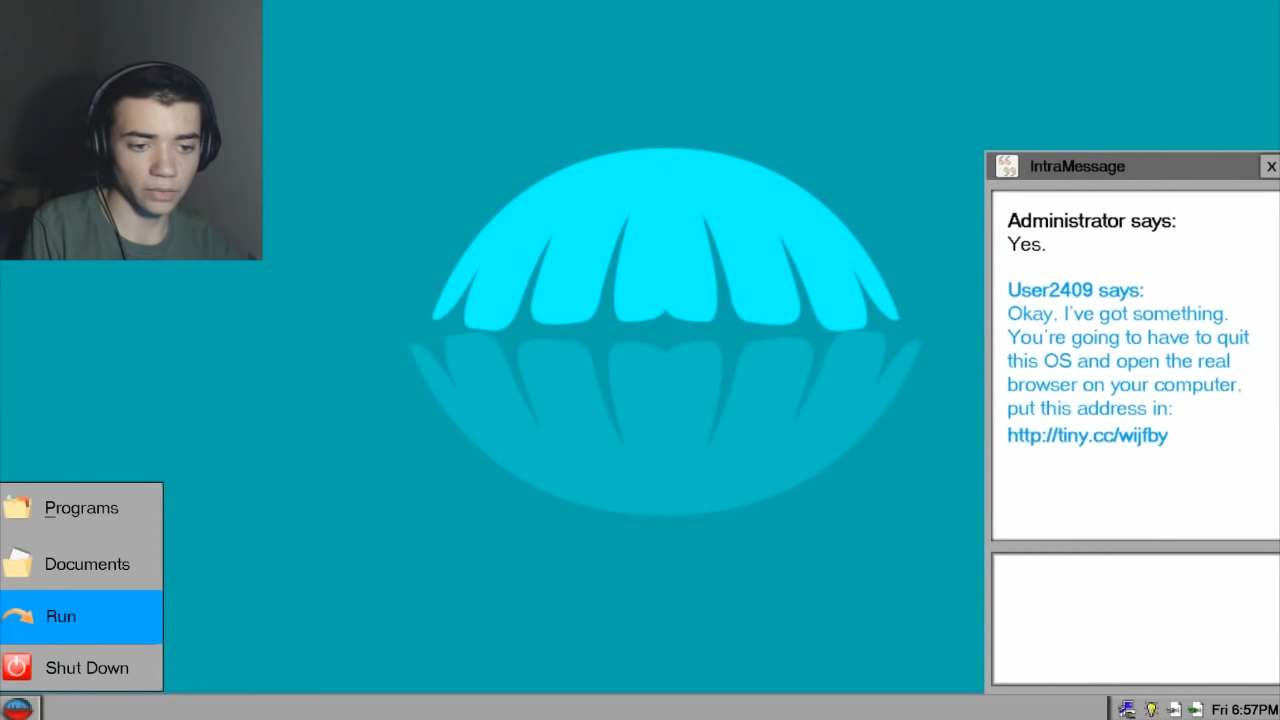 IntraMessage
X
Administrator says:
Yes.
User2409 says:
Okay, I've got something.
You're going to have to quit
this OS and open the real
browser on your computer,
put this address in:
http://tiny.cc/wijfby
Programs
Documents
Run
Shut Down
Fri 6:57PM